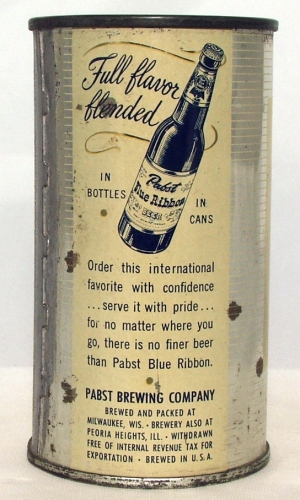 Full flavor
blended
IN
BOTTLES
IN
CANS
Pabst
Blue Ribbon
BEER
Order this international
favorite with confidence
...serve it with pride...
for no matter where you
go, there is no finer beer
than Pabst Blue Ribbon.
PABST BREWING COMPANY
BREWED AND PACKED AT
MILWAUKEE, WIS. • BREWERY ALSO AT
PEORIA HEIGHTS, ILL. • WITHDRAWN
FREE OF INTERNAL REVENUE TAX FOR
EXPORTATION • BREWED IN U.S.A.